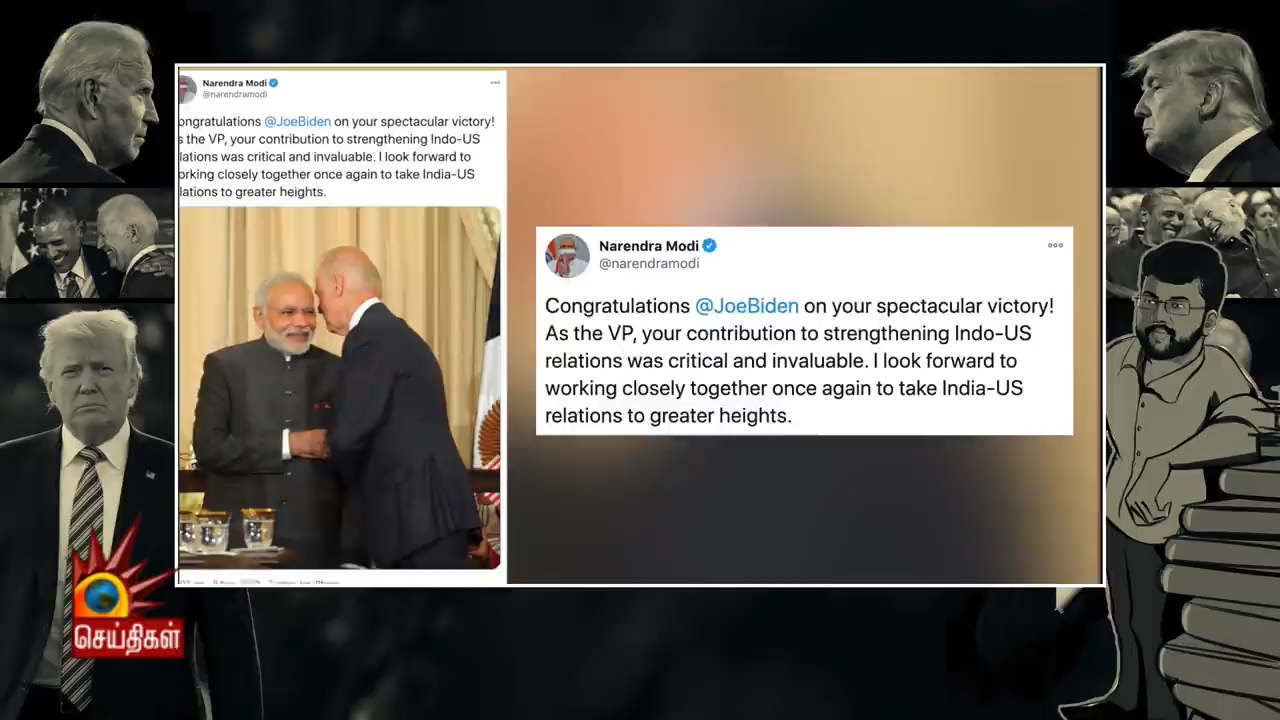 Narendra Modi
@narendramodi
ongratulations @JoeBiden on your spectacular victory!
s the VP, your contribution to strengthening Indo-US
lations was critical and invaluable. I look forward to
orking closely together once again to take India-US
lations to greater heights.
Narendra Modi
@narendramodi
Congratulations @JoeBiden on your spectacular victory!
As the VP, your contribution to strengthening Indo-US
relations was critical and invaluable. I look forward to
working closely together once again to take India-US
relations to greater heights.
செய்திகள்